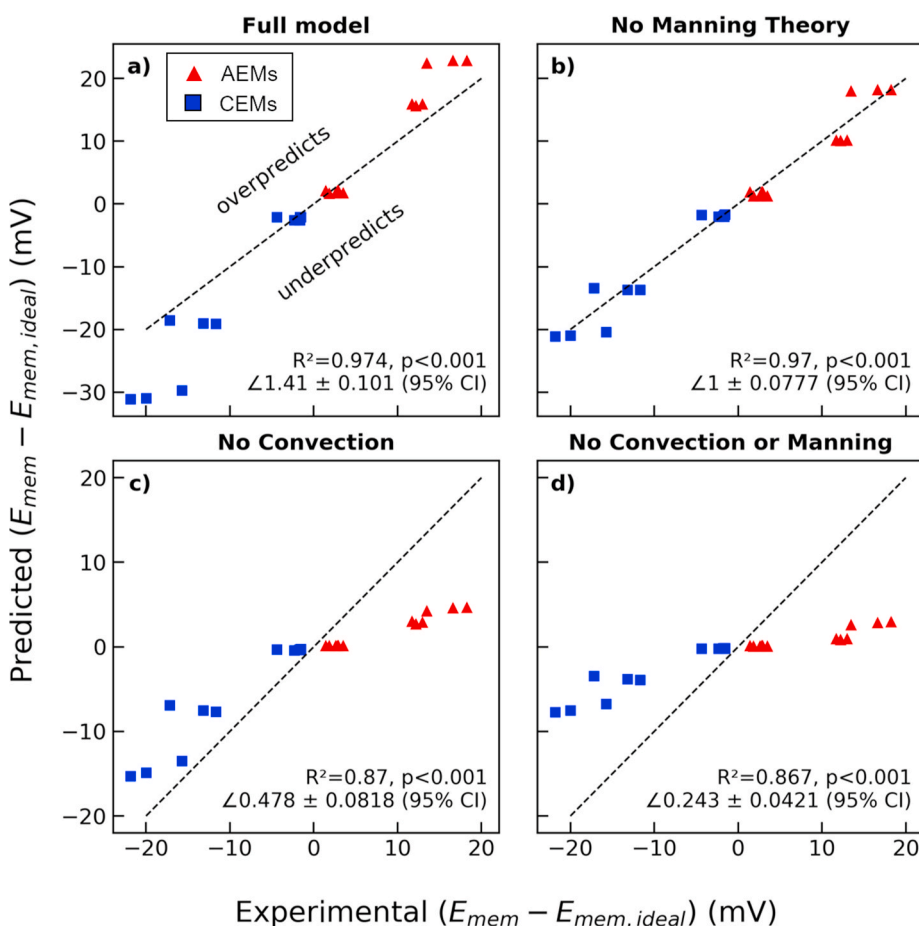 Full model
No Manning Theory
a)
AEMs
CEMs
overpredicts
underpredicts
R²=0.974, p<0.001
∠1.41 ± 0.101 (95% CI)
20
10
0
−10
−20
−30
b)
R²=0.97, p<0.001
∠1 ± 0.0777 (95% CI)
Predicted (E_mem − E_mem, ideal) (mV)
No Convection
No Convection or Manning
c)
R²=0.87, p<0.001
∠0.478 ± 0.0818 (95% CI)
20
10
0
−10
−20
d)
R²=0.867, p<0.001
∠0.243 ± 0.0421 (95% CI)
−20 −10 0 10 20
−20 −10 0 10 20
Experimental (E_mem − E_mem, ideal) (mV)